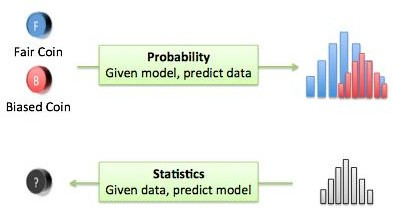 F
Fair Coin
B
Biased Coin
Probability
Given model, predict data
?
Statistics
Given data, predict model